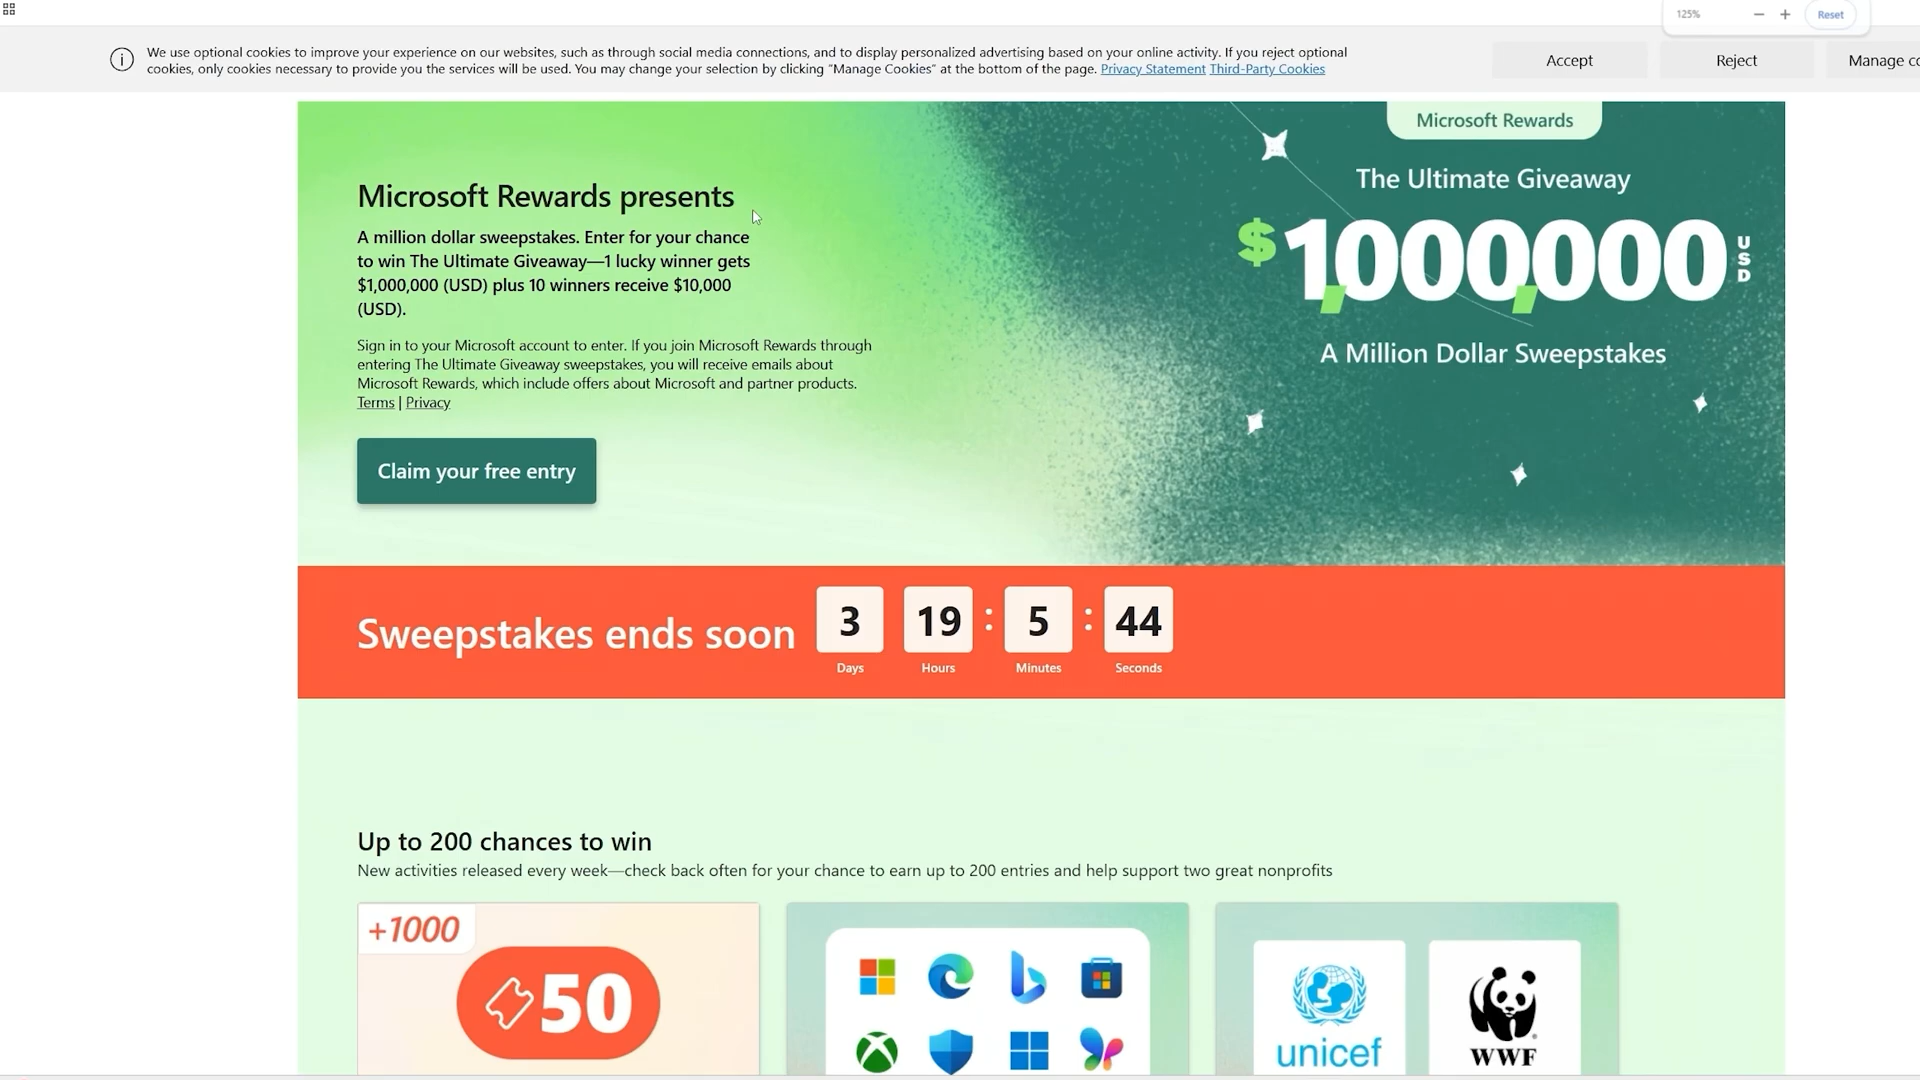 125%
Reset
We use optional cookies to improve your experience on our websites, such as through social media connections, and to display personalized advertising based on your online activity. If you reject optional
cookies, only cookies necessary to provide you the services will be used. You may change your selection by clicking “Manage Cookies” at the bottom of the page. Privacy Statement Third-Party Cookies
Accept
Reject
Manage co
Microsoft Rewards presents
A million dollar sweepstakes. Enter for your chance
to win The Ultimate Giveaway—1 lucky winner gets
$1,000,000 (USD) plus 10 winners receive $10,000
(USD).
Sign in to your Microsoft account to enter. If you join Microsoft Rewards through
entering The Ultimate Giveaway sweepstakes, you will receive emails about
Microsoft Rewards, which include offers about Microsoft and partner products.
Terms | Privacy
Claim your free entry
Microsoft Rewards
The Ultimate Giveaway
$1,000,000 USD
A Million Dollar Sweepstakes
Sweepstakes ends soon
3 19 : 5 : 44
Days Hours Minutes Seconds
Up to 200 chances to win
New activities released every week—check back often for your chance to earn up to 200 entries and help support two great nonprofits
+1000
50
unicef
WWF